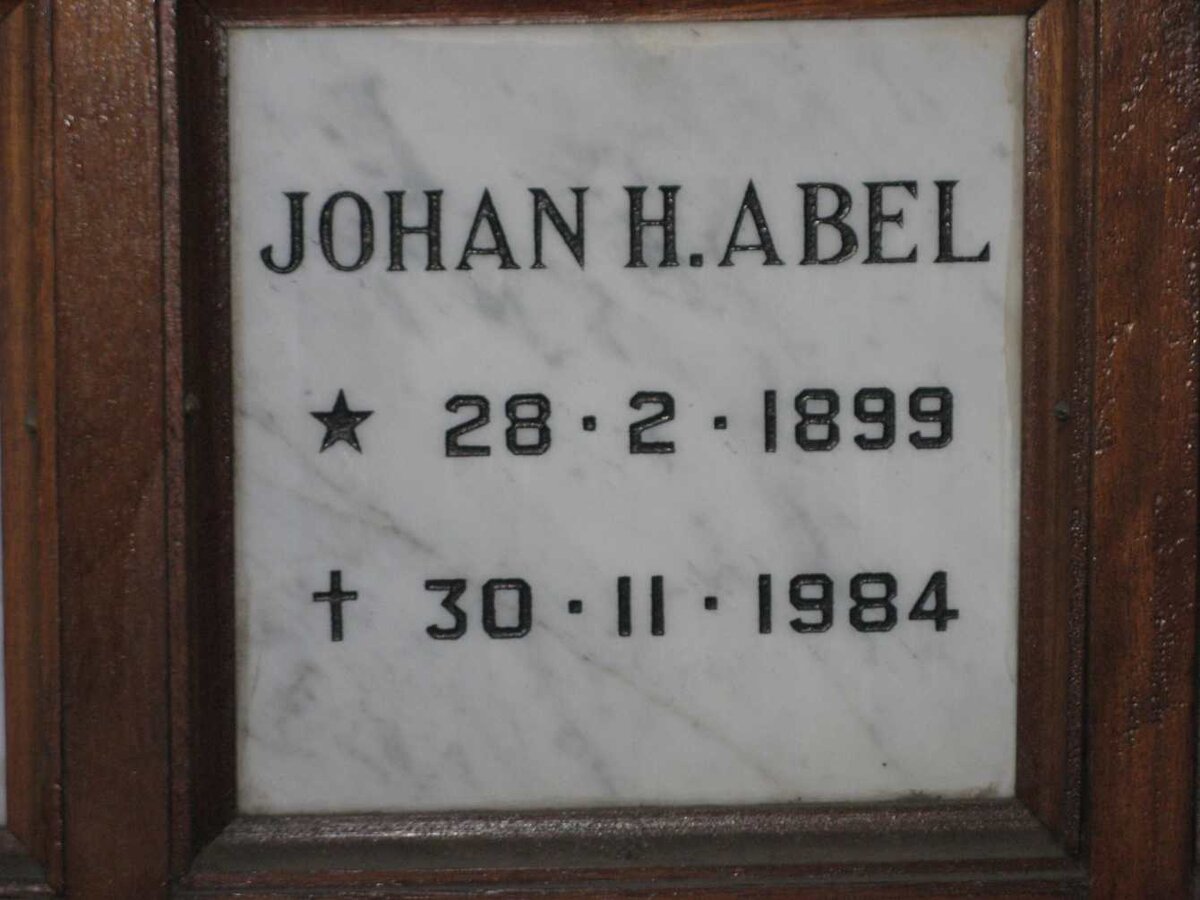 JOHAN H. ABEL
★ 28·2·1899
✝ 30·11·1984